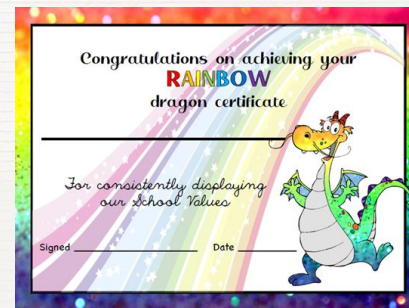 Congratulations on achieving your
RAINBOW
dragon certificate
For consistently displaying
our School Values
Signed Date